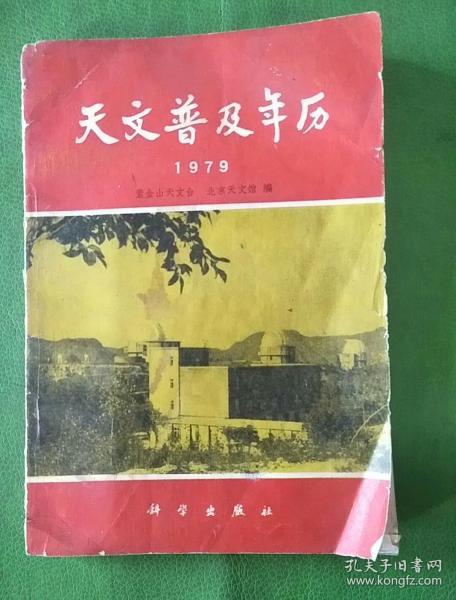 天文普及年历
1979
紫金山天文台 北京天文馆 编
科学出版社
孔夫子旧书网
www.kongfz.com